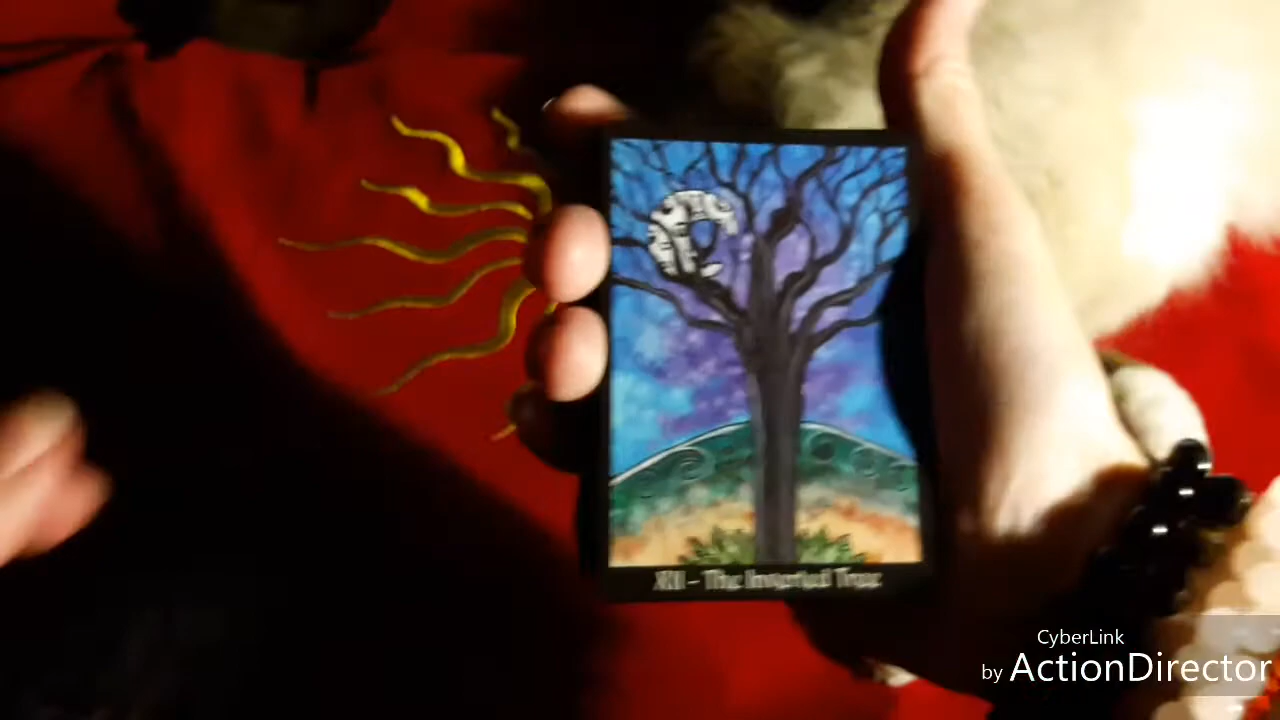 XII - The Inverted Tree
CyberLink
by ActionDirector